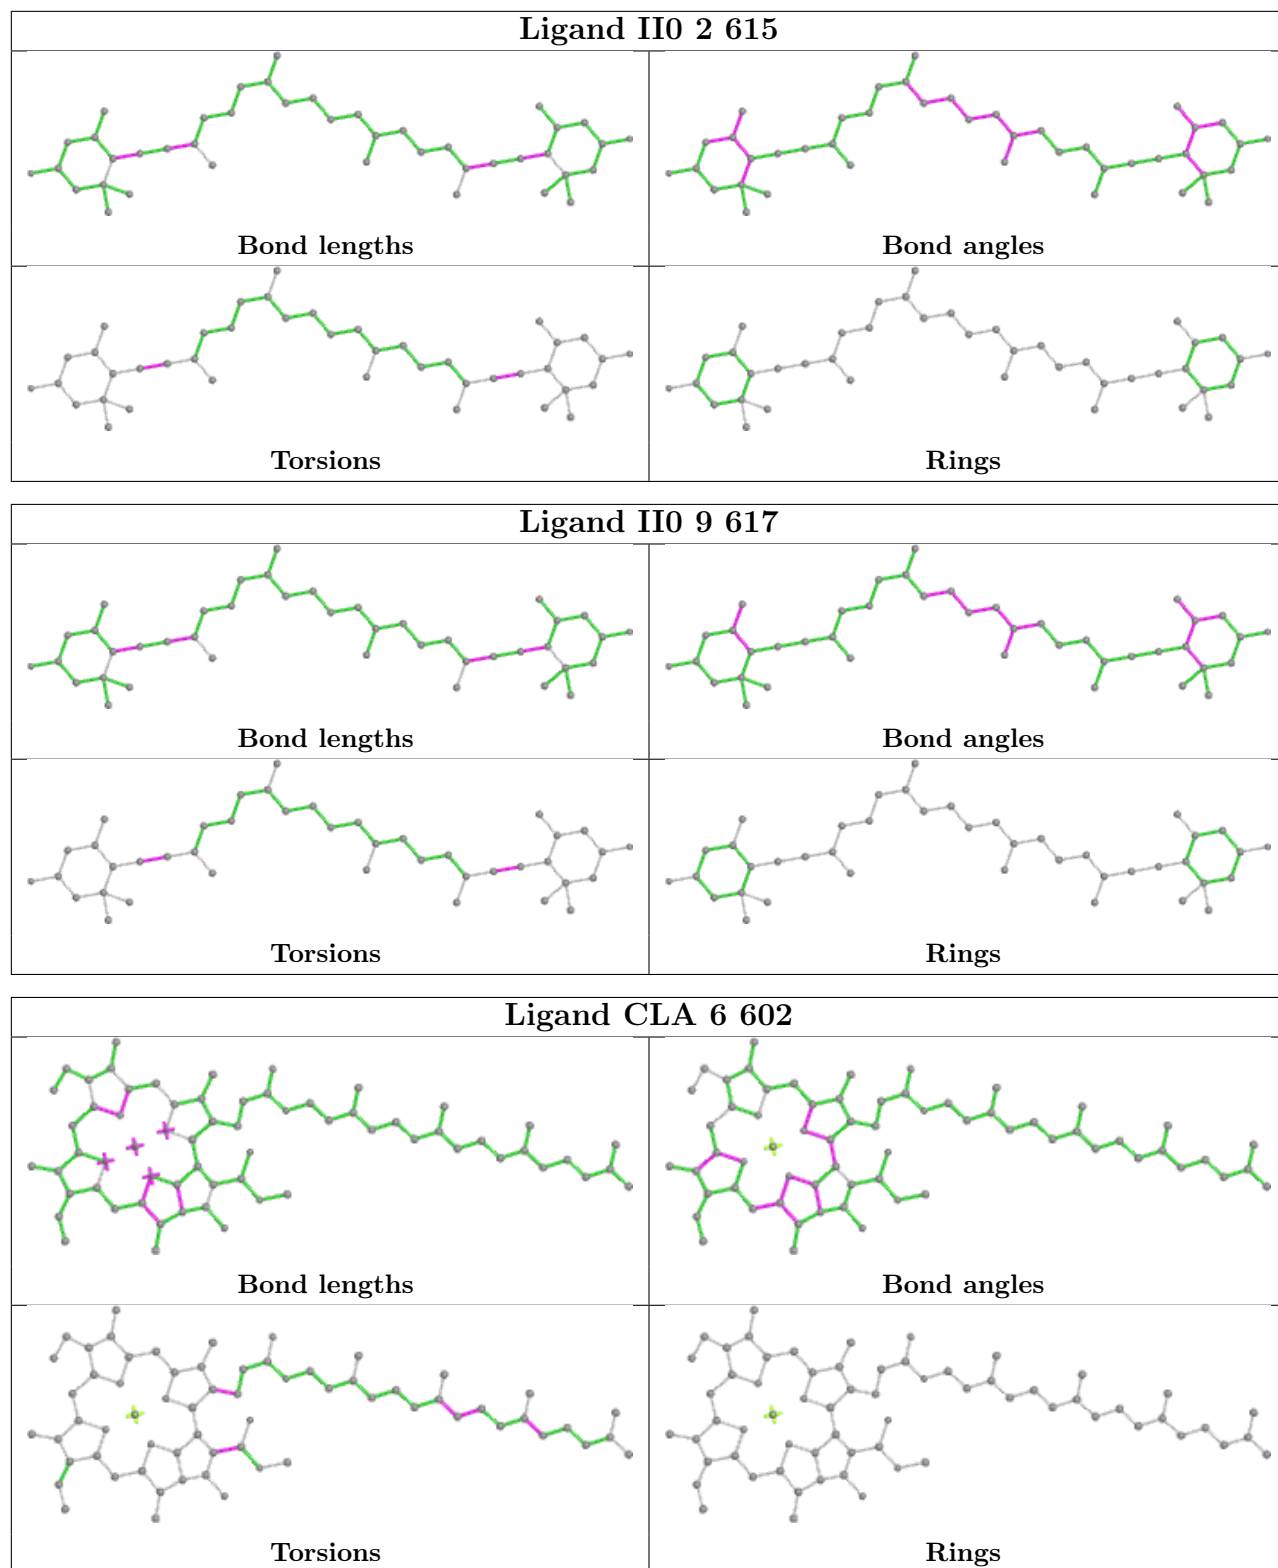 Ligand II0 2 615
Bond lengths
Bond angles
Torsions
Rings
Ligand II0 9 617
Bond lengths
Bond angles
Torsions
Rings
Ligand CLA 6 602
Bond lengths
Bond angles
Torsions
Rings